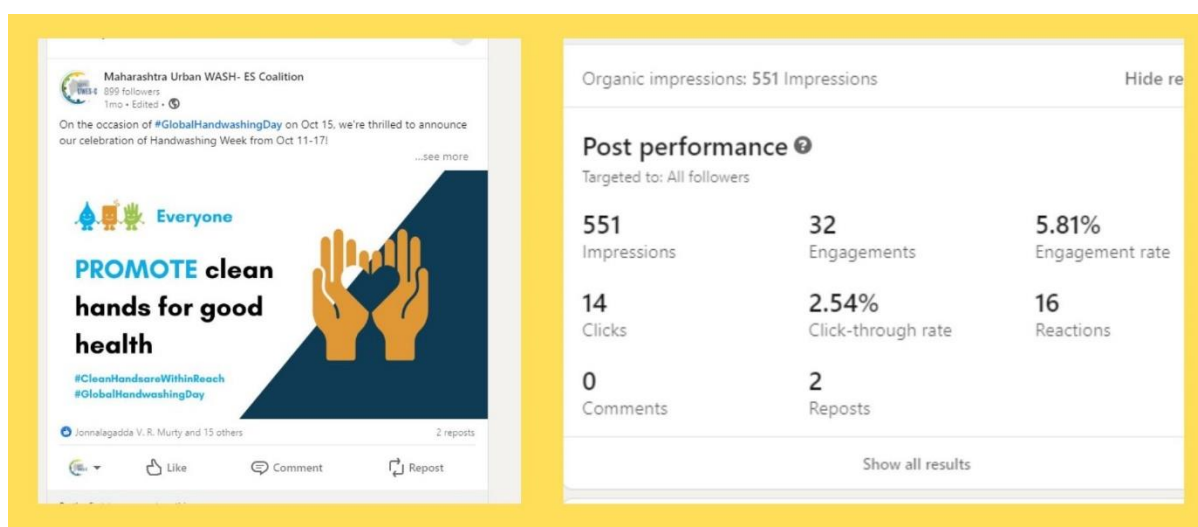 Maharashtra Urban WASH- ES Coalition
899 followers
1mo • Edited •
On the occasion of #GlobalHandwashingDay on Oct 15, we're thrilled to announce
our celebration of Handwashing Week from Oct 11-17!
...see more
Everyone
PROMOTE clean
hands for good
health
#CleanHandsareWithinReach
#GlobalHandwashingDay
Jonnalagadda V. R. Murty and 15 others
2 reposts
Like
Comment
Repost
Organic impressions: 551 Impressions
Hide re
Post performance
Targeted to: All followers
551
32
5.81%
Impressions
Engagements
Engagement rate
14
2.54%
16
Clicks
Click-through rate
Reactions
0
2
Comments
Reposts
Show all results